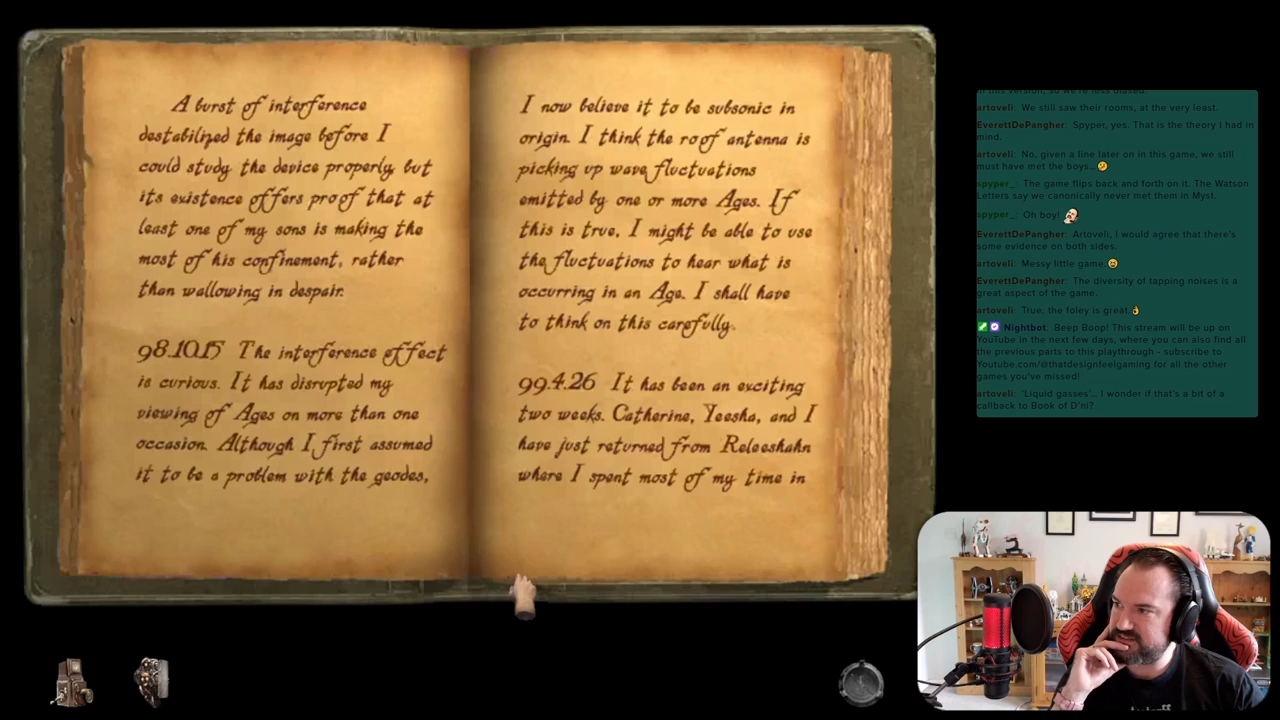 A burst of interference
destabilized the image before I
could study the device properly, but
its existence offers proof that at
least one of my sons is making the
most of his confinement, rather
than wallowing in despair.
98.10.15 The interference effect
is curious. It has disrupted my
viewing of Ages on more than one
occasion. Although I first assumed
it to be a problem with the geodes,
I now believe it to be subsonic in
origin. I think the roof antenna is
picking up wave fluctuations
emitted by one or more Ages. If
this is true, I might be able to use
the fluctuations to hear what is
occurring in an Age. I shall have
to think on this carefully.
99.4.26 It has been an exciting
two weeks. Catherine, Yeesha, and I
have just returned from Releeshahn
where I spent most of my time in
in this version, so we're less biased.
artoveli: We still saw their rooms, at the very least.
EverettDePangher: Spyper, yes. That is the theory I had in
mind.
artoveli: No, given a line later on in this game, we still
must have met the boys...
spyper_: The game flips back and forth on it. The Watson
Letters say we canonically never met them in Myst.
spyper_: Oh boy!
EverettDePangher: Artoveli, I would agree that there's
some evidence on both sides.
artoveli: Messy little game.
EverettDePangher: The diversity of tapping noises is a
great aspect of the game.
artoveli: True, the foley is great.
Nightbot: Beep Boop! This stream will be up on
YouTube in the next few days, where you can also find all
the previous parts to this playthrough - subscribe to
Youtube.com/@thatdesignfeelgaming for all the other
games you've missed!
artoveli: 'Liquid gasses'... I wonder if that's a bit of a
callback to Book of D'ni?